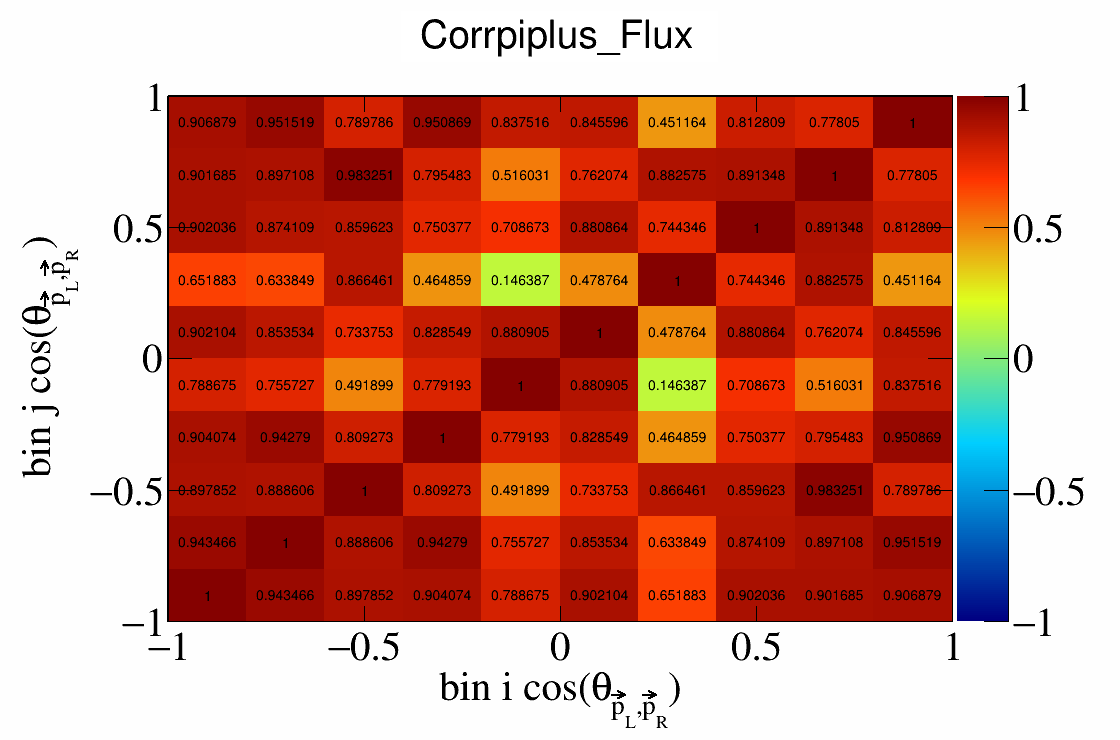 Corrpiplus_Flux
1 0.906879 0.951519 0.789786 0.950869 0.837516 0.845596 0.451164 0.812809 0.77805 1 1
0.901685 0.897108 0.983251 0.795483 0.516031 0.762074 0.882575 0.891348 1 0.77805
0.5 0.902036 0.874109 0.859623 0.750377 0.708673 0.880864 0.744346 1 0.891348 0.812809 0.5
0.651883 0.633849 0.866461 0.464859 0.146387 0.478764 1 0.744346 0.882575 0.451164
0.902104 0.853534 0.733753 0.828549 0.880905 1 0.478764 0.880864 0.762074 0.845596
0 0
0.788675 0.755727 0.491899 0.779193 1 0.880905 0.146387 0.708673 0.516031 0.837516
0.904074 0.94279 0.809273 1 0.779193 0.828549 0.464859 0.750377 0.795483 0.950869
−0.5 0.897852 0.888606 1 0.809273 0.491899 0.733753 0.866461 0.859623 0.983251 0.789786 −0.5
0.943466 1 0.888606 0.94279 0.755727 0.853534 0.633849 0.874109 0.897108 0.951519
1 0.943466 0.897852 0.904074 0.788675 0.902104 0.651883 0.902036 0.901685 0.906879
−1 −1
−1 −0.5 0 0.5 1
bin j cos(θp⃗L,p⃗R)
bin i cos(θp⃗L,p⃗R)